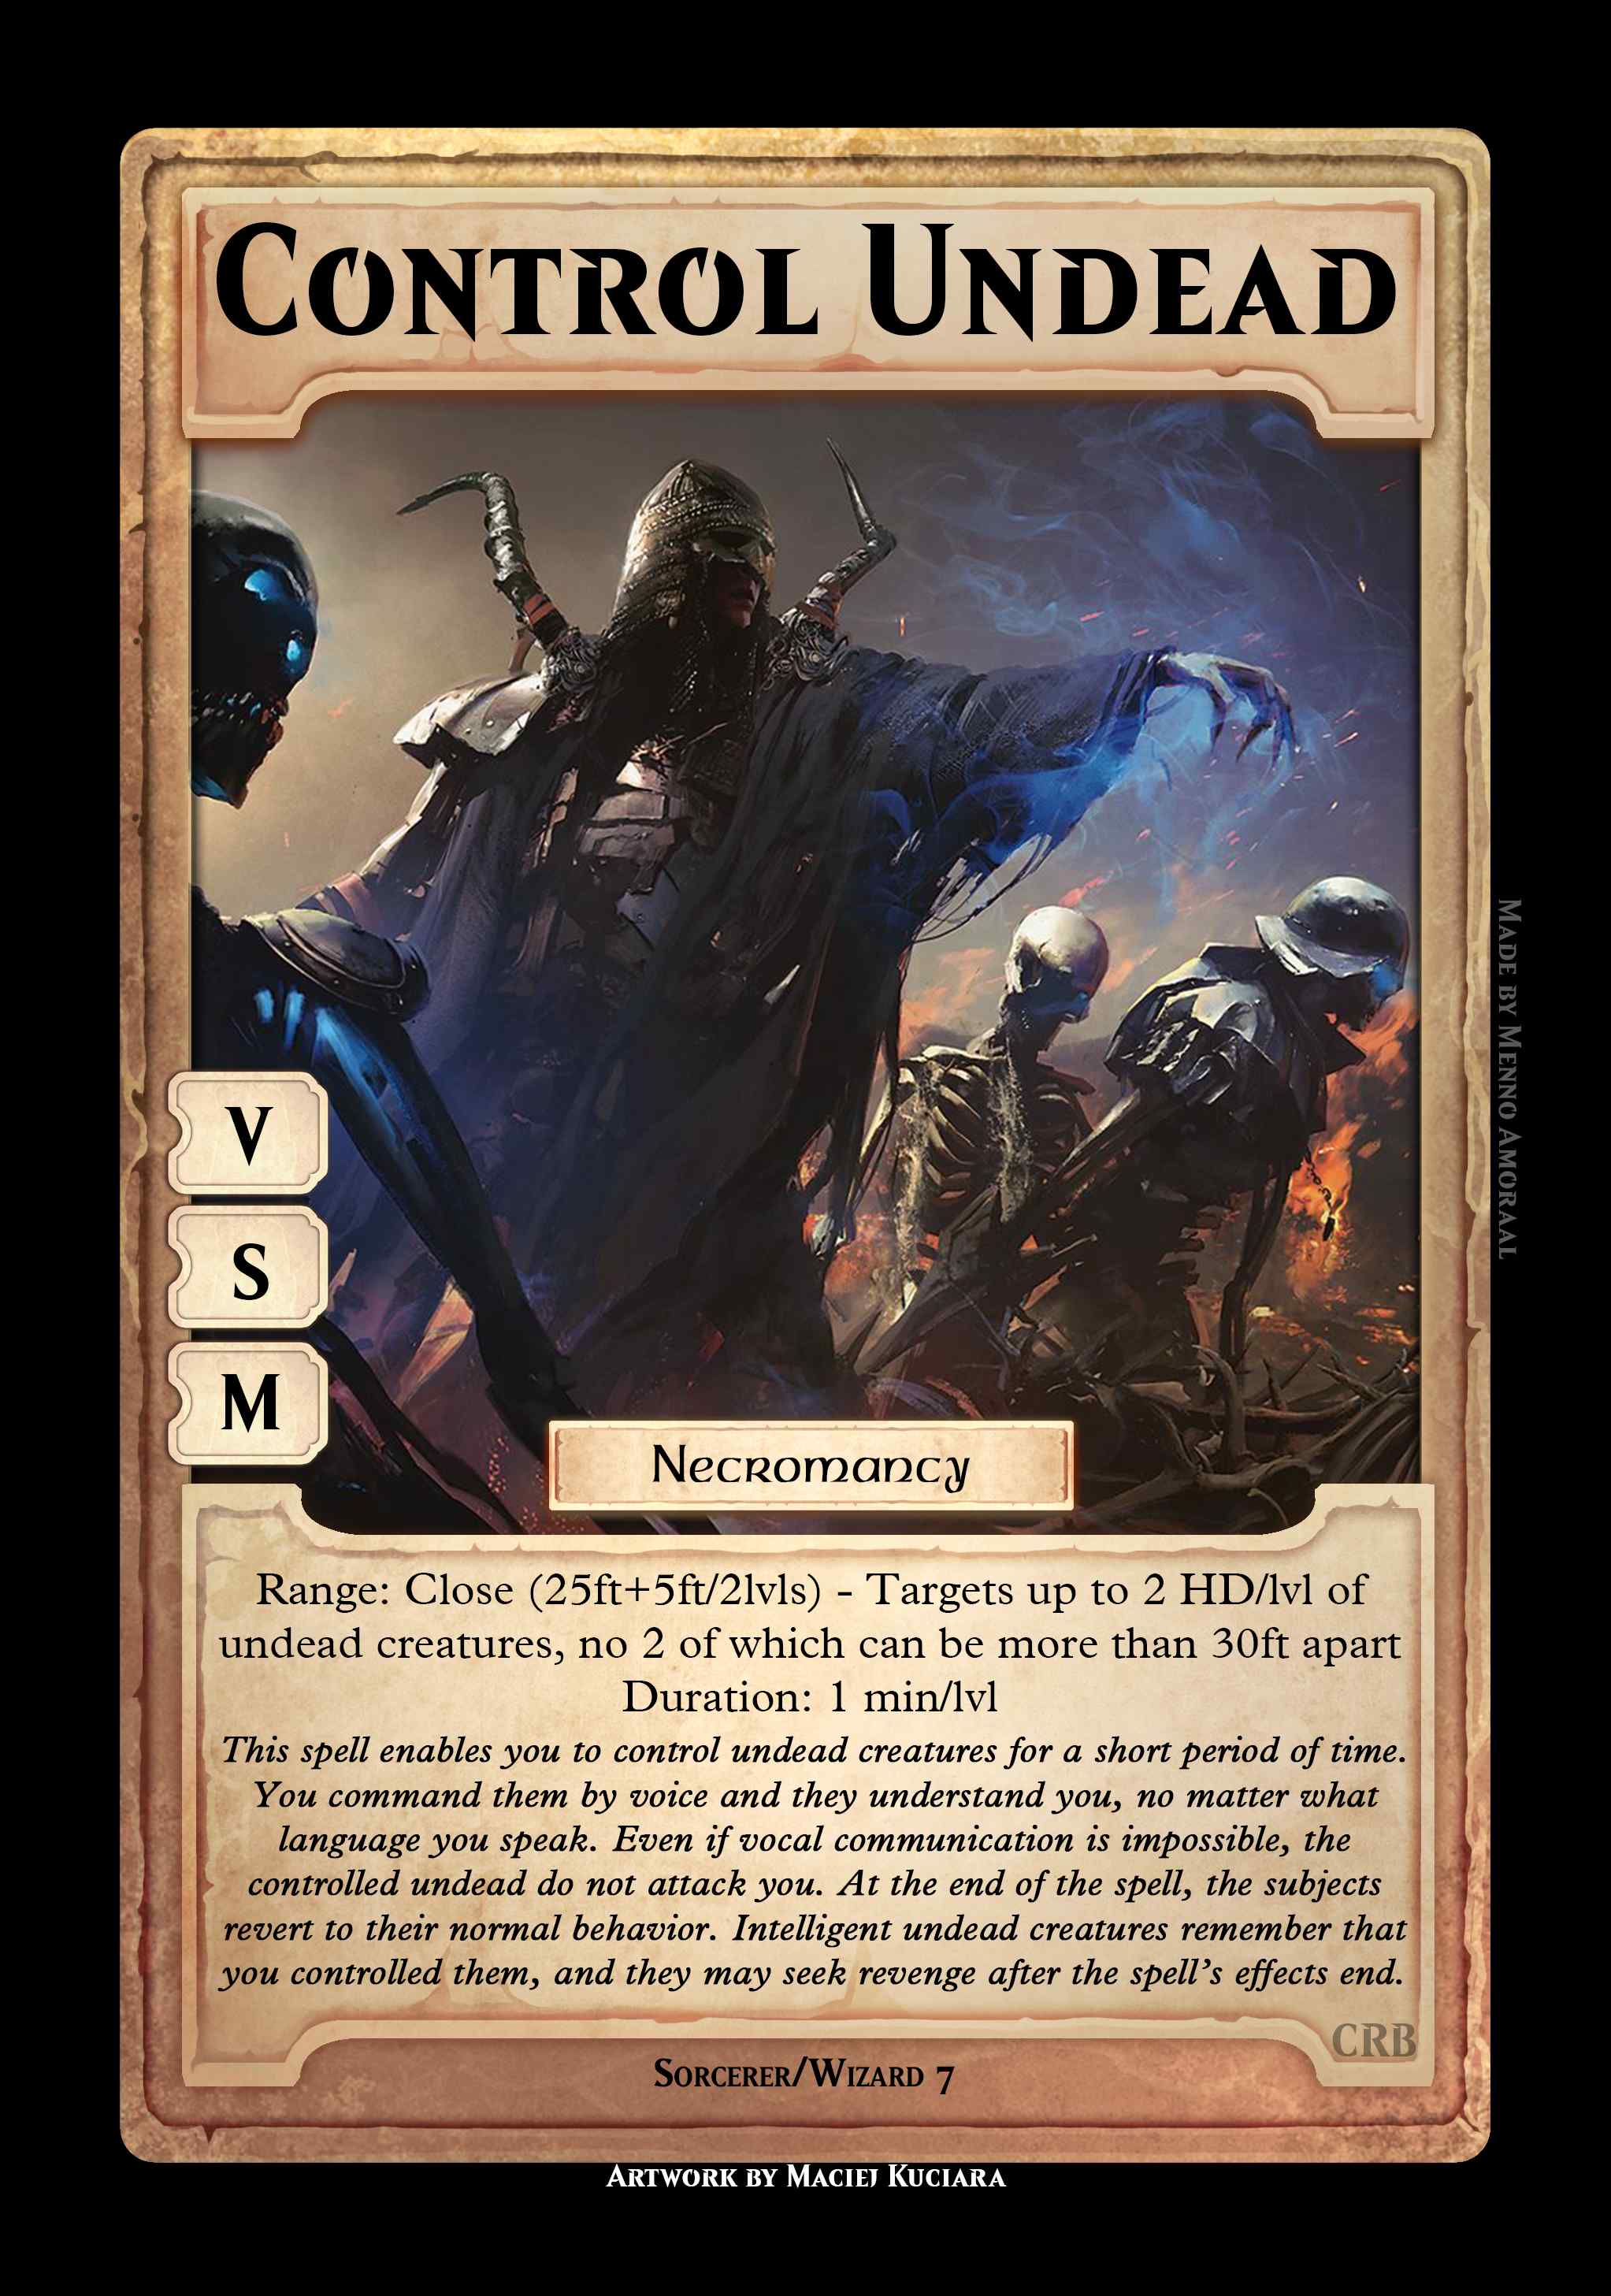 Control Undead
V
S
M
Necromancy
Range: Close (25ft+5ft/2lvls) - Targets up to 2 HD/lvl of
undead creatures, no 2 of which can be more than 30ft apart
Duration: 1 min/lvl
This spell enables you to control undead creatures for a short period of time.
You command them by voice and they understand you, no matter what
language you speak. Even if vocal communication is impossible, the
controlled undead do not attack you. At the end of the spell, the subjects
revert to their normal behavior. Intelligent undead creatures remember that
you controlled them, and they may seek revenge after the spell's effects end.
CRB
Sorcerer/Wizard 7
Artwork by Maciej Kuciara
Made by Menno Amoraal